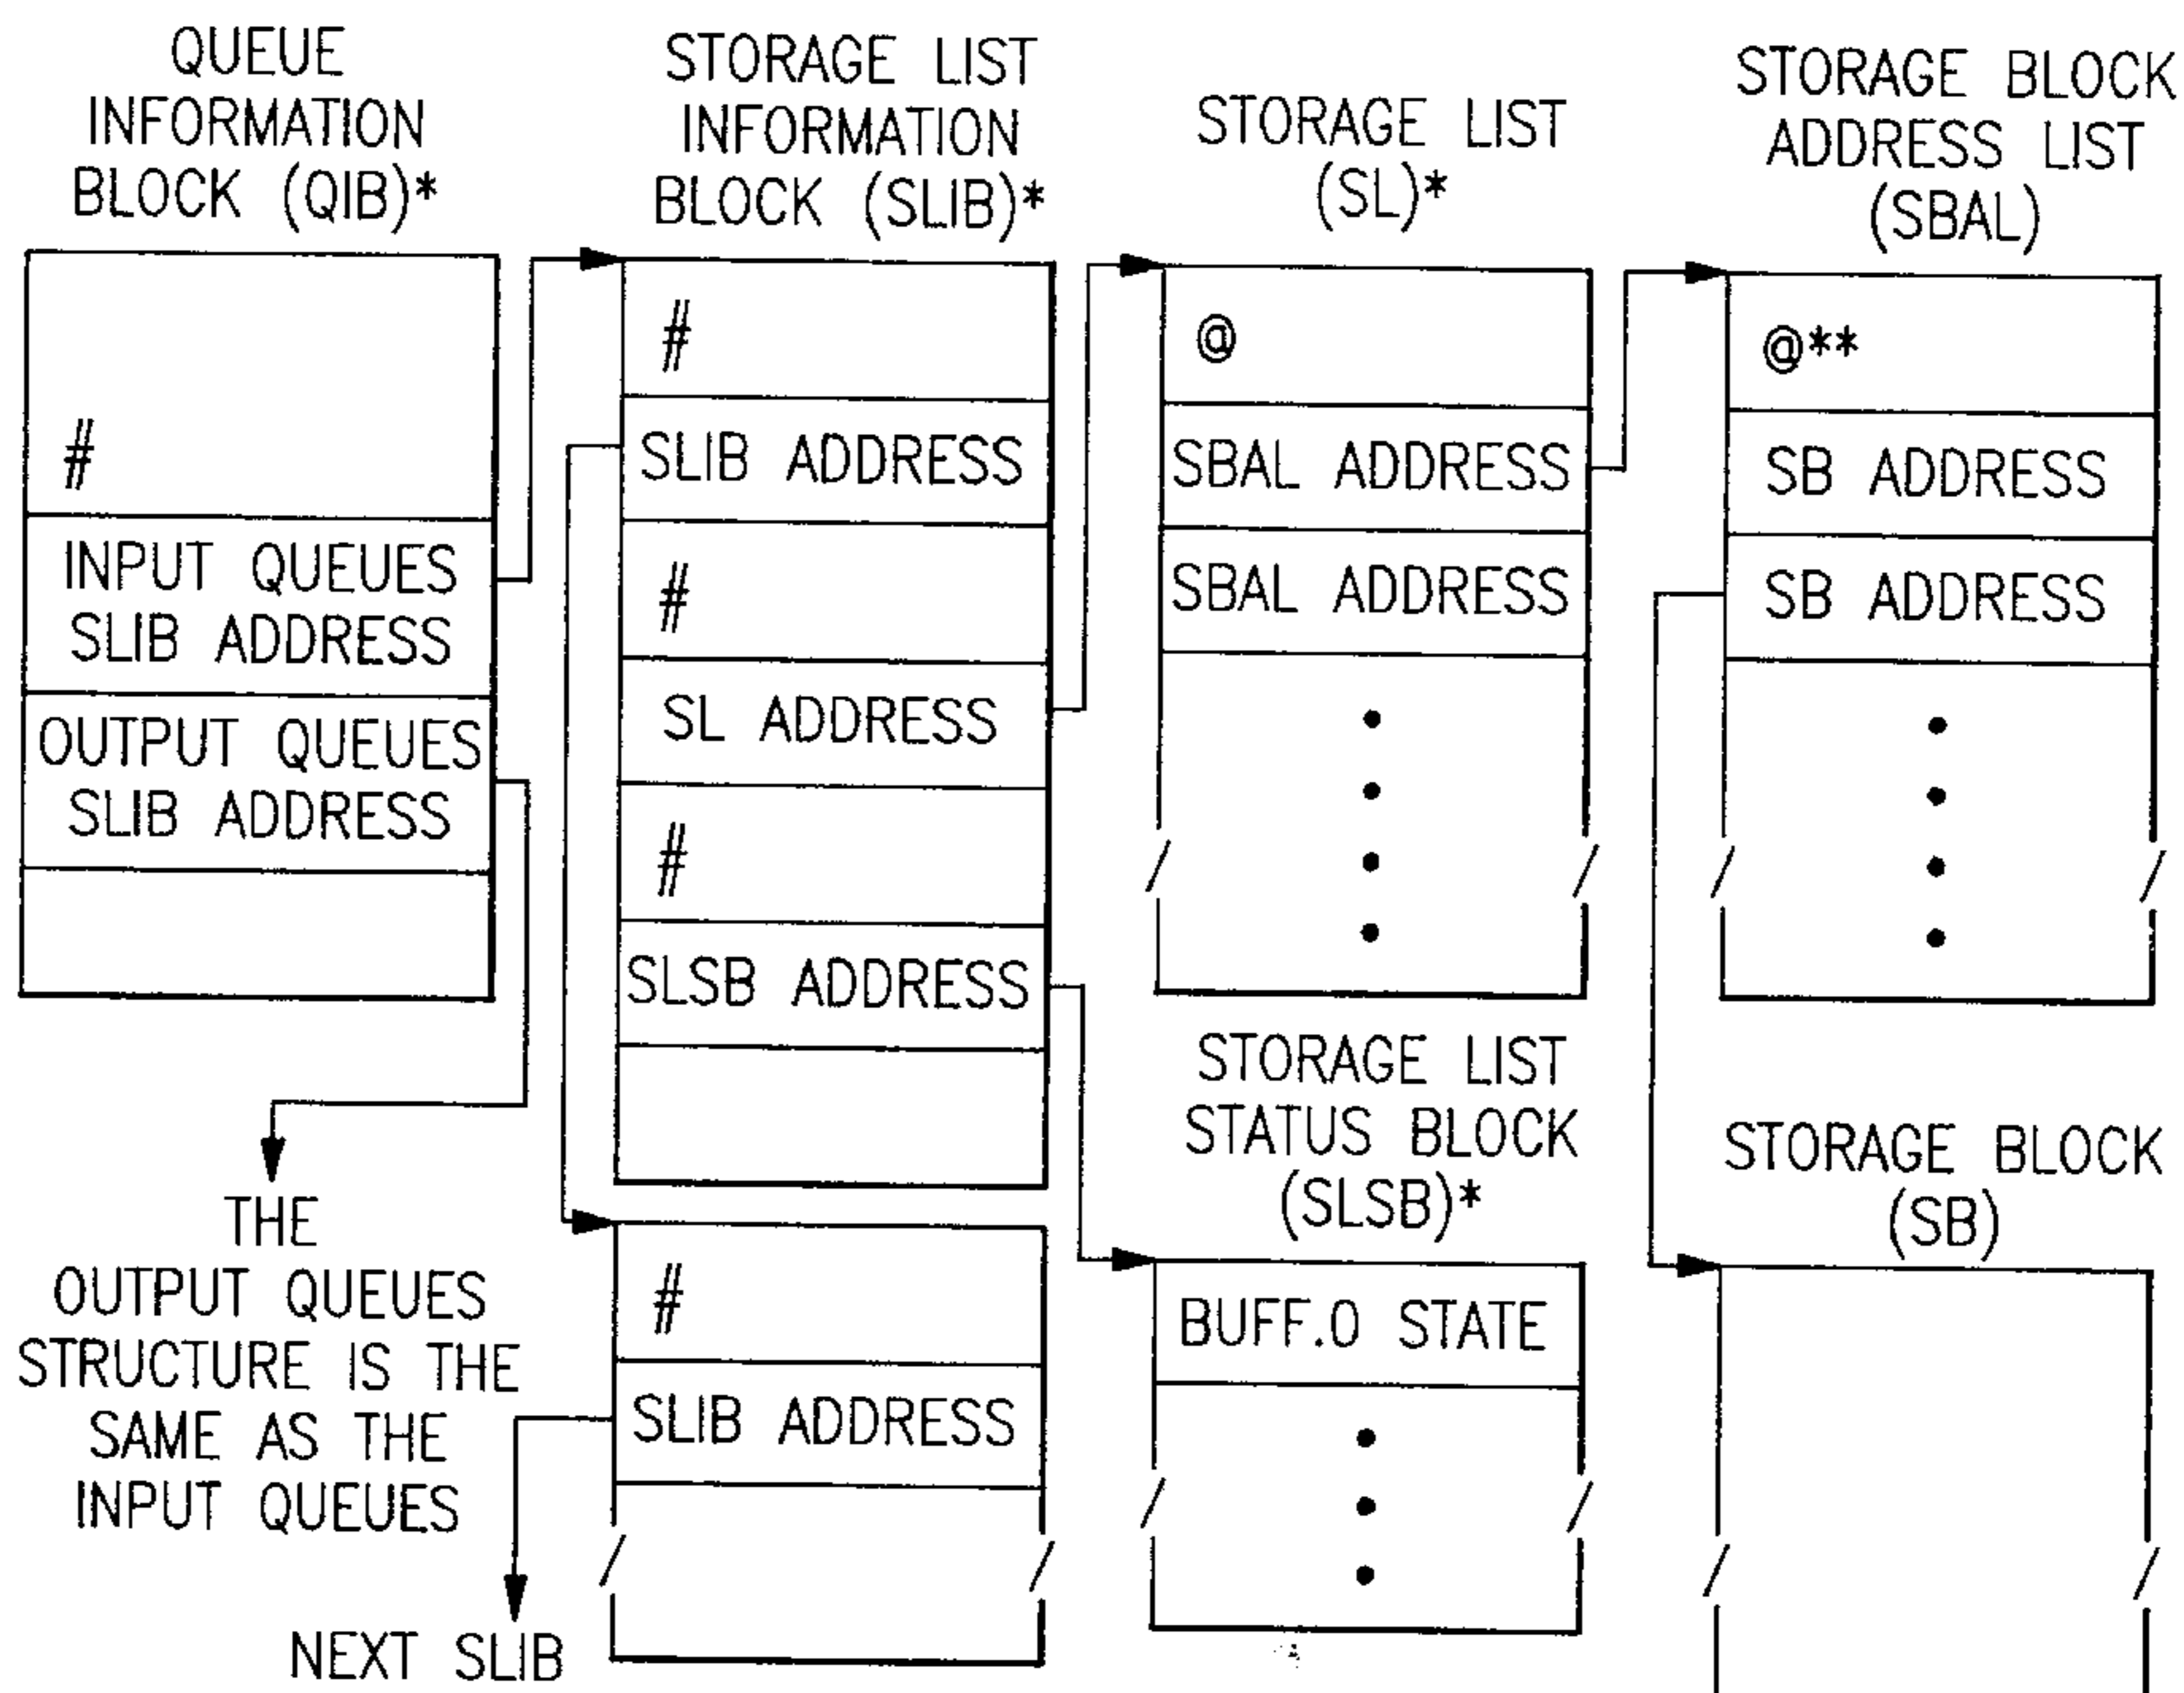 QUEUE
INFORMATION
BLOCK (QIB)*
#
INPUT QUEUES
SLIB ADDRESS
OUTPUT QUEUES
SLIB ADDRESS
THE
OUTPUT QUEUES
STRUCTURE IS THE
SAME AS THE
INPUT QUEUES
STORAGE LIST
INFORMATION
BLOCK (SLIB)*
#
SLIB ADDRESS
#
SL ADDRESS
#
SLSB ADDRESS
#
SLIB ADDRESS
NEXT SLIB
STORAGE LIST
(SL)*
@
SBAL ADDRESS
SBAL ADDRESS
STORAGE LIST
STATUS BLOCK
(SLSB)*
BUFF.0 STATE
STORAGE BLOCK
ADDRESS LIST
(SBAL)
@**
SB ADDRESS
SB ADDRESS
STORAGE BLOCK
(SB)